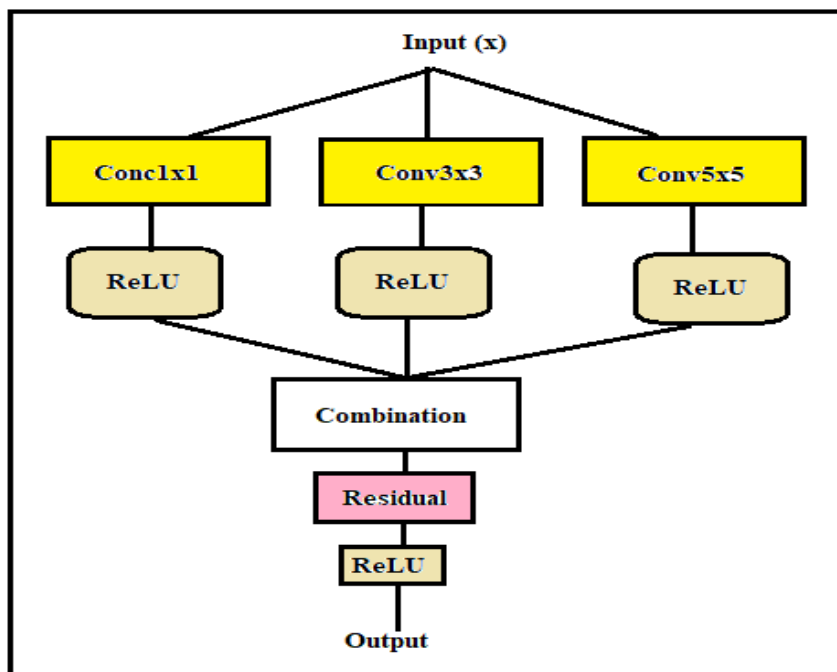 Input (x)
Conc1x1
Conv3x3
Conv5x5
ReLU
ReLU
ReLU
Combination
Residual
ReLU
Output